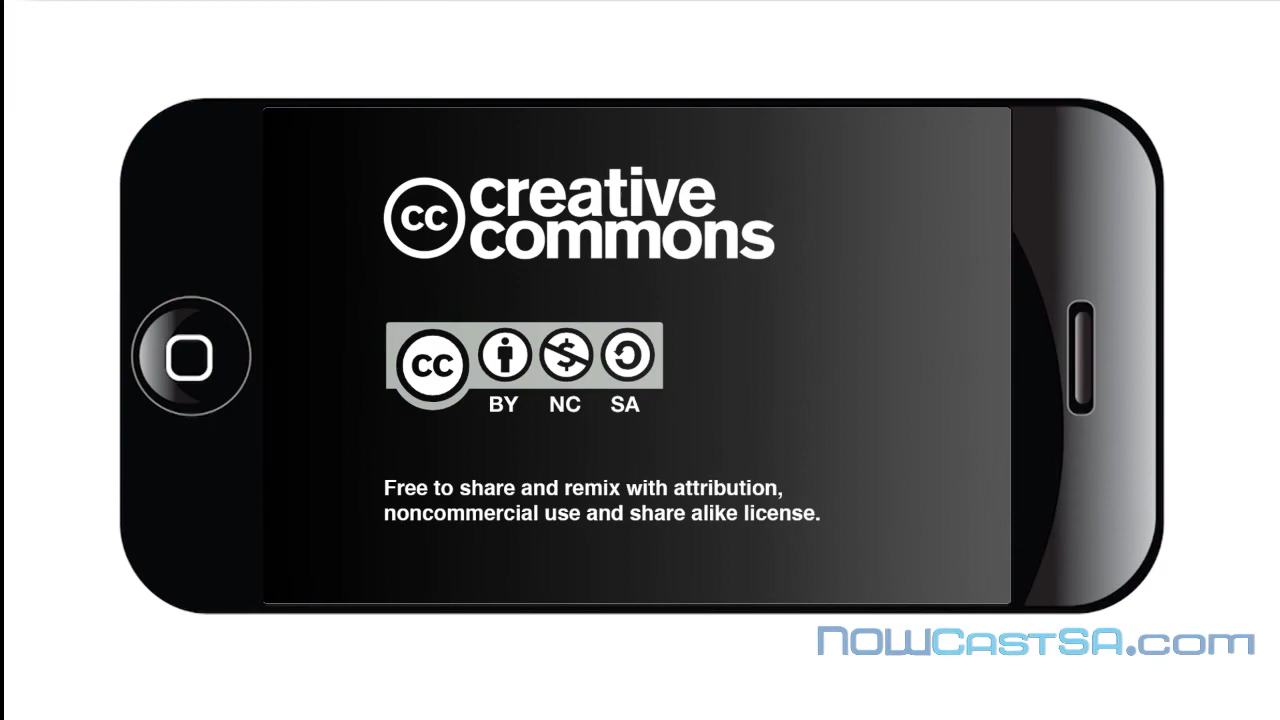 cc creative
commons
cc
BY NC SA
Free to share and remix with attribution,
noncommercial use and share alike license.
NOWCastSA.com